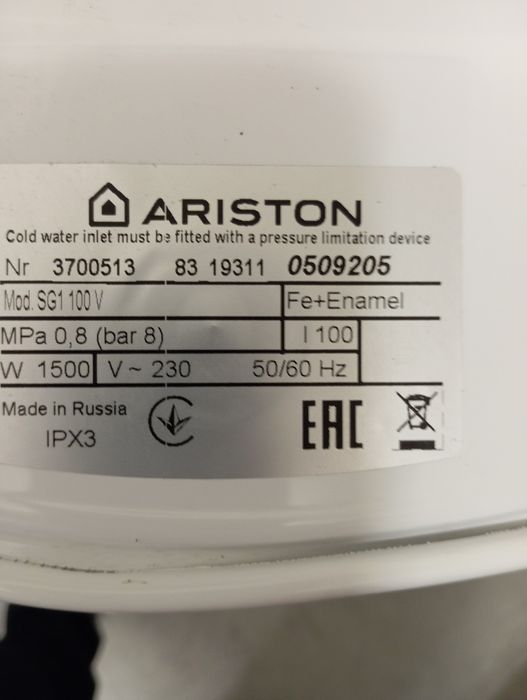 ARISTON
Cold water inlet must be fitted with a pressure limitation device
Nr 3700513 83 19311 0509205
Mod. SG1 100 V Fe+Enamel
MPa 0,8 (bar 8) l 100
W 1500 V ~ 230 50/60 Hz
Made in Russia
IPX3
EAC